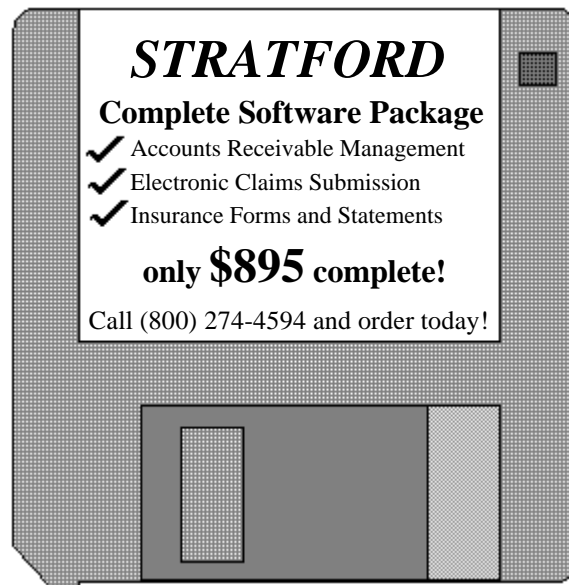 STRATFORD
Complete Software Package
Accounts Receivable Management
Electronic Claims Submission
Insurance Forms and Statements
only $895 complete!
Call (800) 274-4594 and order today!